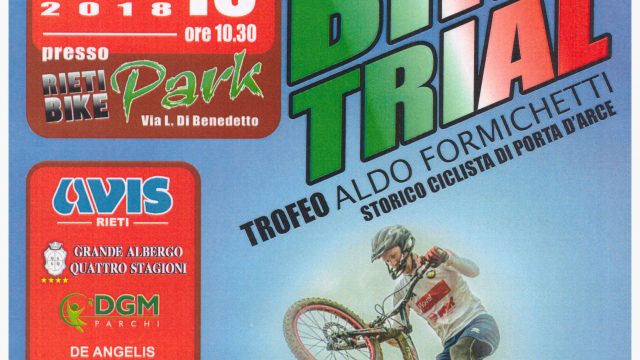 2018
ore 10.30
presso
RIETI
BIKE
Park
Via L. Di Benedetto
TRIAL
TROFEO ALDO FORMICHETTI
STORICO CICLISTA DI PORTA D'ARCE
AVIS
RIETI
GRANDE ALBERGO
QUATTRO STAGIONI
DGM
PARCHI
DE ANGELIS